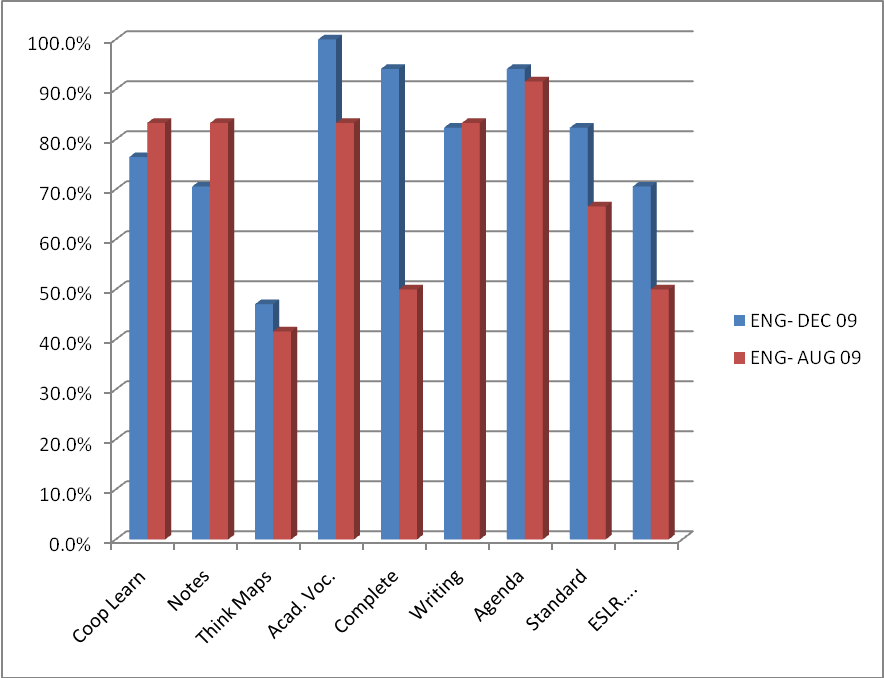 100.0%
90.0%
80.0%
70.0%
60.0%
50.0%
40.0%
30.0%
20.0%
10.0%
0.0%
Coop Learn
Notes
Think Maps
Acad. Voc.
Complete
Writing
Agenda
Standard
ESLR....
ENG- DEC 09
ENG- AUG 09